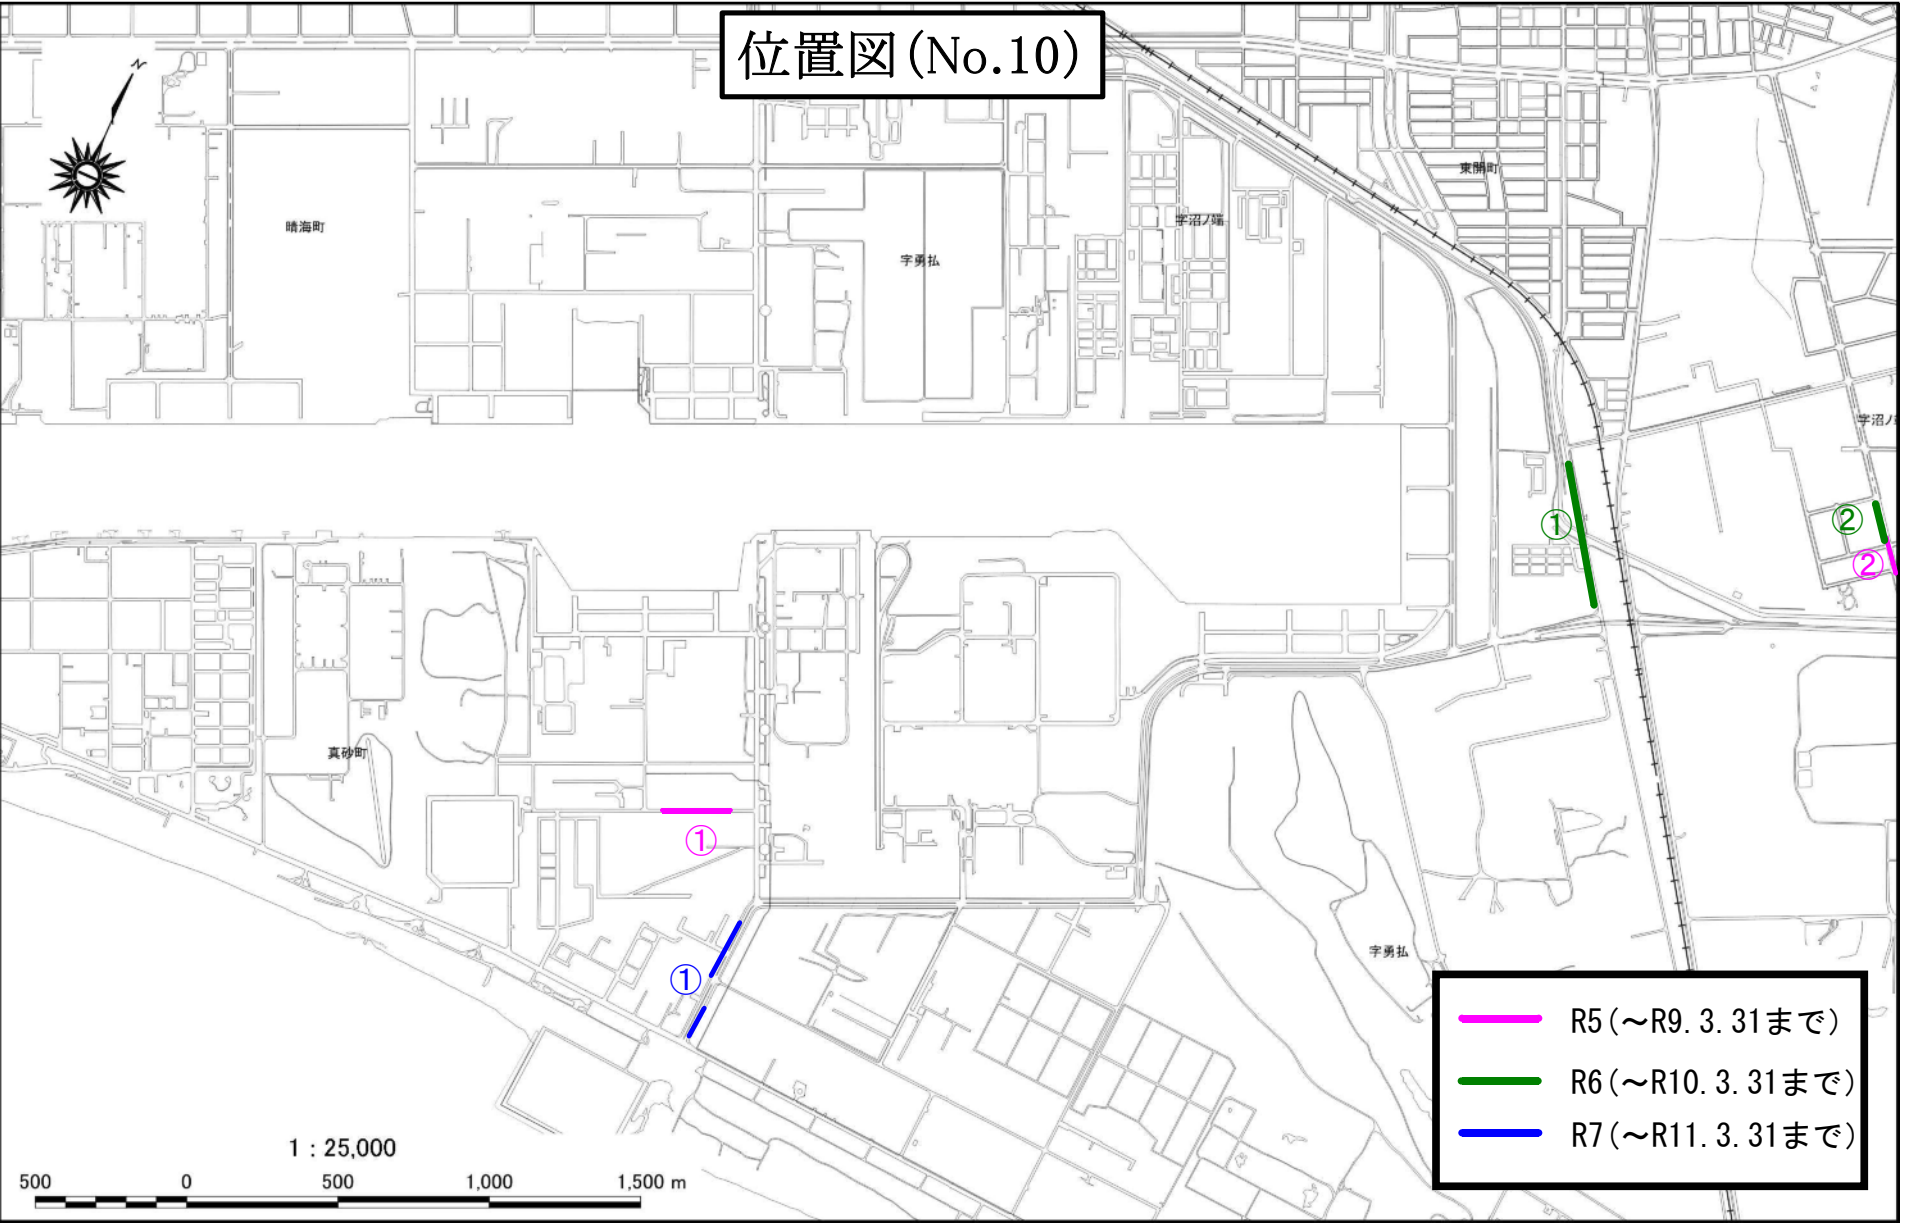 位置図(No.10)
N
東開町
字沼ノ端
晴海町
字勇払
字沼ノ
①
②
②
真砂町
①
①
字勇払
R5(～R9.3.31まで)
R6(～R10.3.31まで)
R7(～R11.3.31まで)
1：25,000
500 0 500 1,000 1,500 m